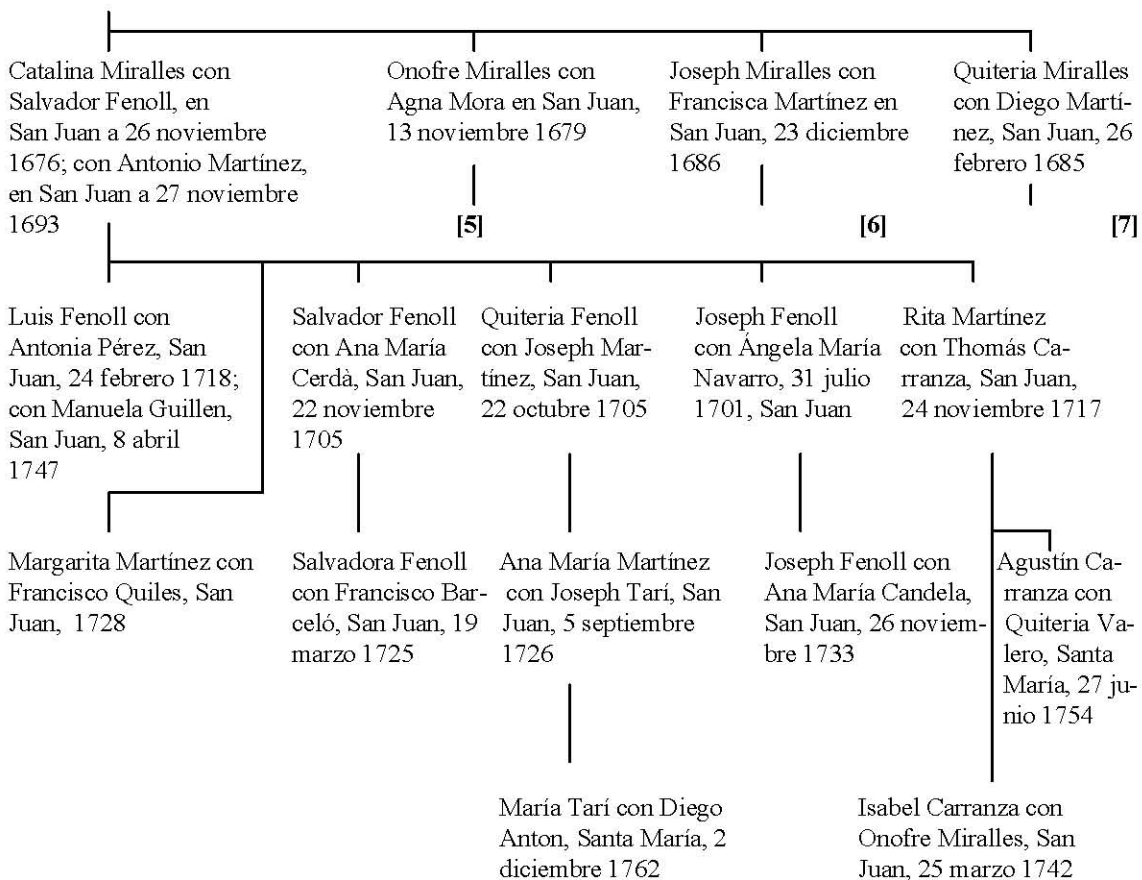 Catalina Miralles con
Salvador Fenoll, en
San Juan a 26 noviembre
1676; con Antonio Martínez,
en San Juan a 27 noviembre
1693
Onofre Miralles con
Agna Mora en San Juan,
13 noviembre 1679
Joseph Miralles con
Francisca Martínez en
San Juan, 23 diciembre
1686
Quiteria Miralles
con Diego Martí-
nez, San Juan, 26
febrero 1685
[5]
[6]
[7]
Luis Fenoll con
Antonia Pérez, San
Juan, 24 febrero 1718;
con Manuela Guillen,
San Juan, 8 abril
1747
Salvador Fenoll
con Ana María
Cerdà, San Juan,
22 noviembre
1705
Quiteria Fenoll
con Joseph Mar-
tínez, San Juan,
22 octubre 1705
Joseph Fenoll
con Ángela María
Navarro, 31 julio
1701, San Juan
Rita Martínez
con Thomás Ca-
rranza, San Juan,
24 noviembre 1717
Margarita Martínez con
Francisco Quiles, San
Juan, 1728
Salvadora Fenoll
con Francisco Bar-
celó, San Juan, 19
marzo 1725
Ana María Martínez
con Joseph Tarí, San
Juan, 5 septiembre
1726
Joseph Fenoll con
Ana María Candela,
San Juan, 26 noviem-
bre 1733
Agustín Ca-
rranza con
Quiteria Va-
lero, Santa
María, 27 ju-
nio 1754
María Tarí con Diego
Anton, Santa María, 2
diciembre 1762
Isabel Carranza con
Onofre Miralles, San
Juan, 25 marzo 1742